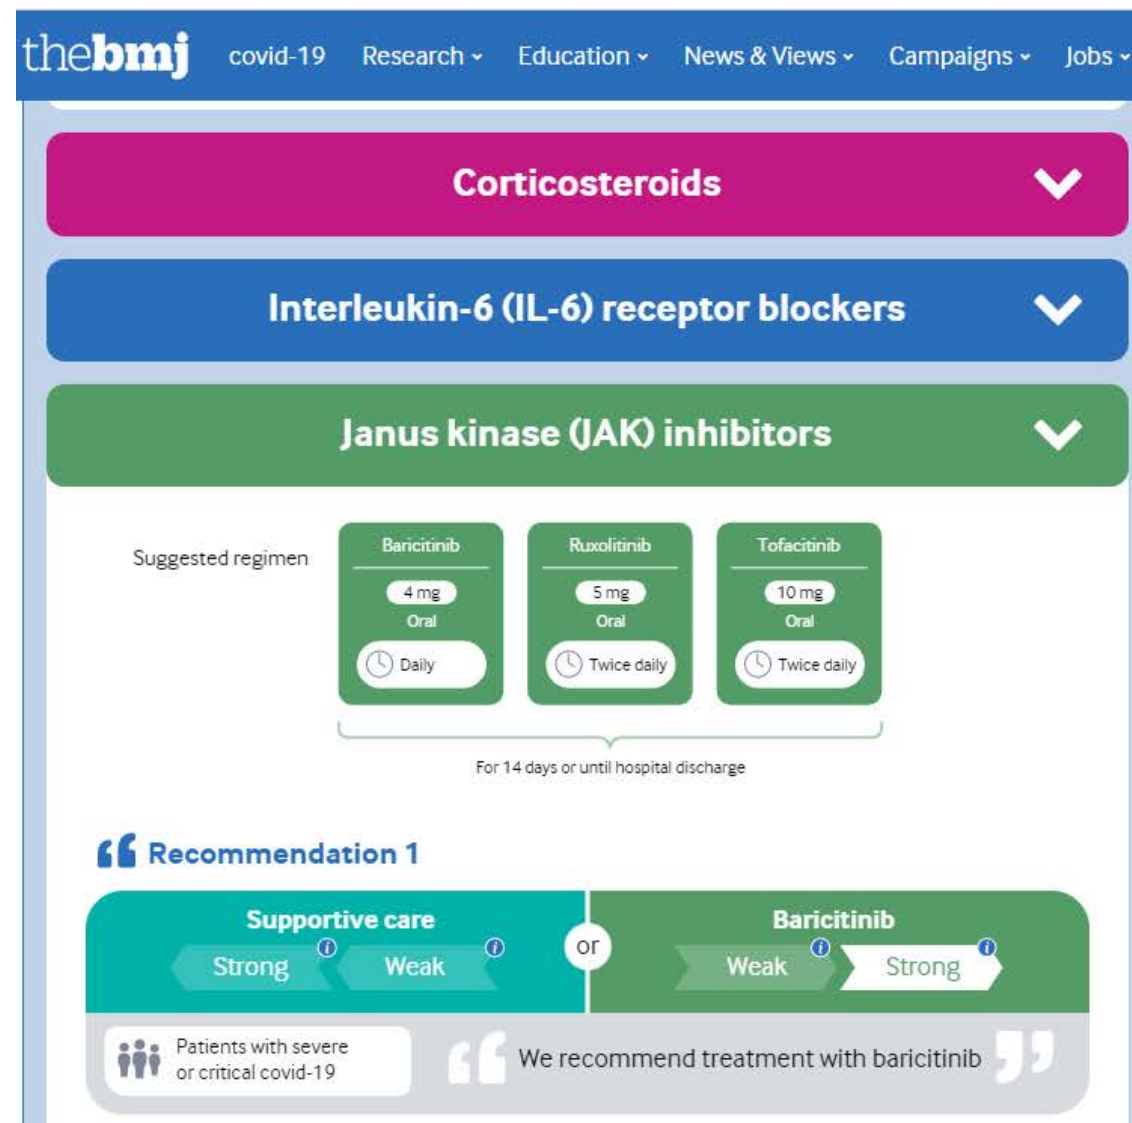 thebmj covid-19 Research Education News & Views Campaigns Jobs
Corticosteroids
Interleukin-6 (IL-6) receptor blockers
Janus kinase (JAK) inhibitors
Suggested regimen
Baricitinib
4 mg
Oral
Daily
Ruxolitinib
5 mg
Oral
Twice daily
Tofacitinib
10 mg
Oral
Twice daily
For 14 days or until hospital discharge
Recommendation 1
Supportive care
Strong i Weak i
or
Baricitinib
Weak i Strong i
Patients with severe
or critical covid-19
We recommend treatment with baricitinib